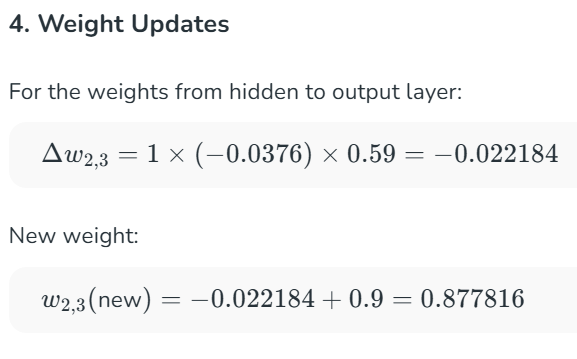 4. Weight Updates
For the weights from hidden to output layer:
Δw₂,₃ = 1 × (−0.0376) × 0.59 = −0.022184
New weight:
w₂,₃(new) = −0.022184 + 0.9 = 0.877816